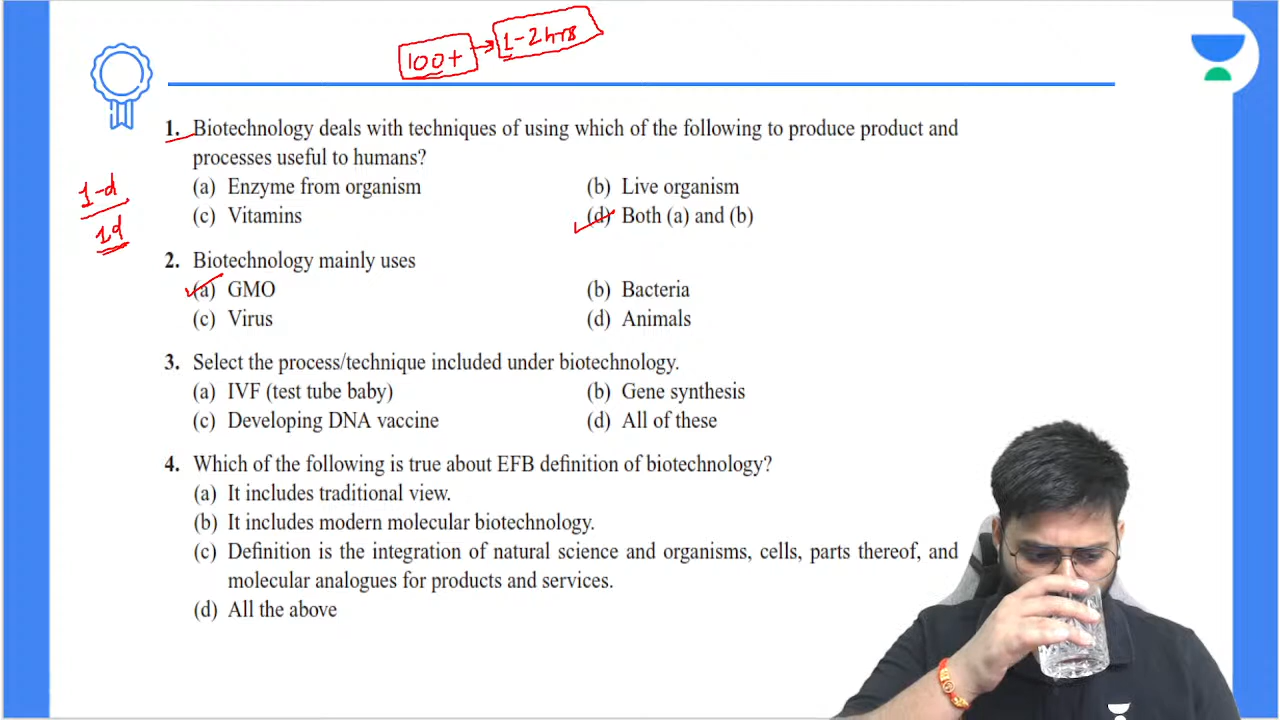 100+ → 1-2 hrs
1. Biotechnology deals with techniques of using which of the following to produce product and
processes useful to humans?
(a) Enzyme from organism (b) Live organism
(c) Vitamins (d) Both (a) and (b)
1-d
1d
2. Biotechnology mainly uses
(a) GMO (b) Bacteria
(c) Virus (d) Animals
3. Select the process/technique included under biotechnology.
(a) IVF (test tube baby) (b) Gene synthesis
(c) Developing DNA vaccine (d) All of these
4. Which of the following is true about EFB definition of biotechnology?
(a) It includes traditional view.
(b) It includes modern molecular biotechnology.
(c) Definition is the integration of natural science and organisms, cells, parts thereof, and
molecular analogues for products and services.
(d) All the above